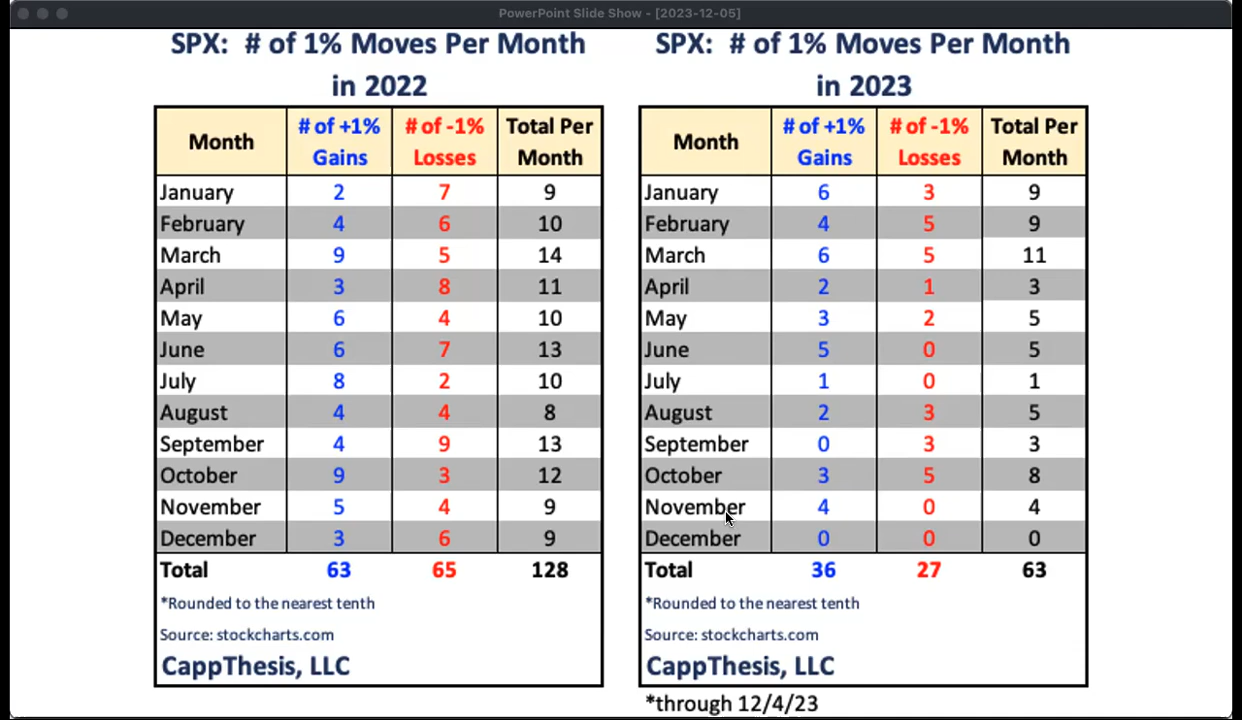 PowerPoint Slide Show - [2023-12-05]
SPX: # of 1% Moves Per Month
in 2022
Month # of +1% Gains # of -1% Losses Total Per Month
January 2 7 9
February 4 6 10
March 9 5 14
April 3 8 11
May 6 4 10
June 6 7 13
July 8 2 10
August 4 4 8
September 4 9 13
October 9 3 12
November 5 4 9
December 3 6 9
Total 63 65 128
*Rounded to the nearest tenth
Source: stockcharts.com
CappThesis, LLC
SPX: # of 1% Moves Per Month
in 2023
Month # of +1% Gains # of -1% Losses Total Per Month
January 6 3 9
February 4 5 9
March 6 5 11
April 2 1 3
May 3 2 5
June 5 0 5
July 1 0 1
August 2 3 5
September 0 3 3
October 3 5 8
November 4 0 4
December 0 0 0
Total 36 27 63
*Rounded to the nearest tenth
Source: stockcharts.com
CappThesis, LLC
*through 12/4/23